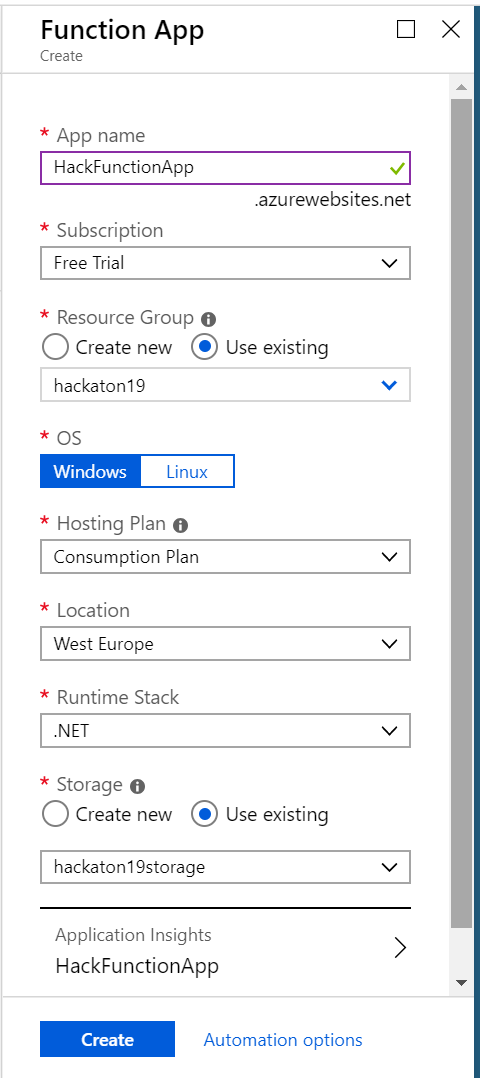 Function App
Create
* App name
HackFunctionApp
.azurewebsites.net
* Subscription
Free Trial
* Resource Group
Create new Use existing
hackaton19
* OS
Windows Linux
* Hosting Plan
Consumption Plan
* Location
West Europe
* Runtime Stack
.NET
* Storage
Create new Use existing
hackaton19storage
Application Insights
HackFunctionApp
Create Automation options